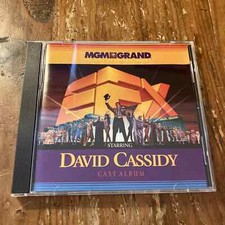 MGM GRAND
EFX
STARRING
DAVID CASSIDY
CAST ALBUM